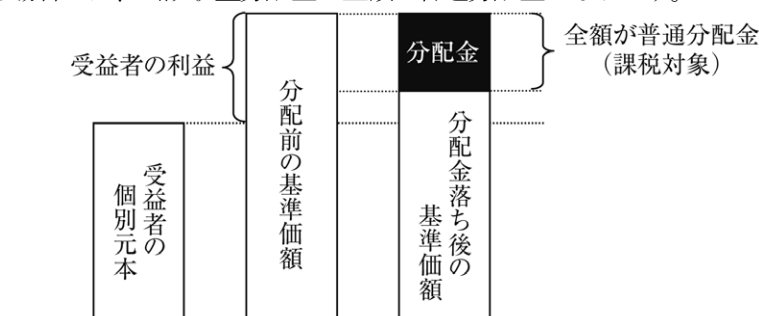 受益者の利益
分配金
全額が普通分配金
（課税対象）
受益者の
個別元本
分配前の基準価額
分配金落ち後の
基準価額